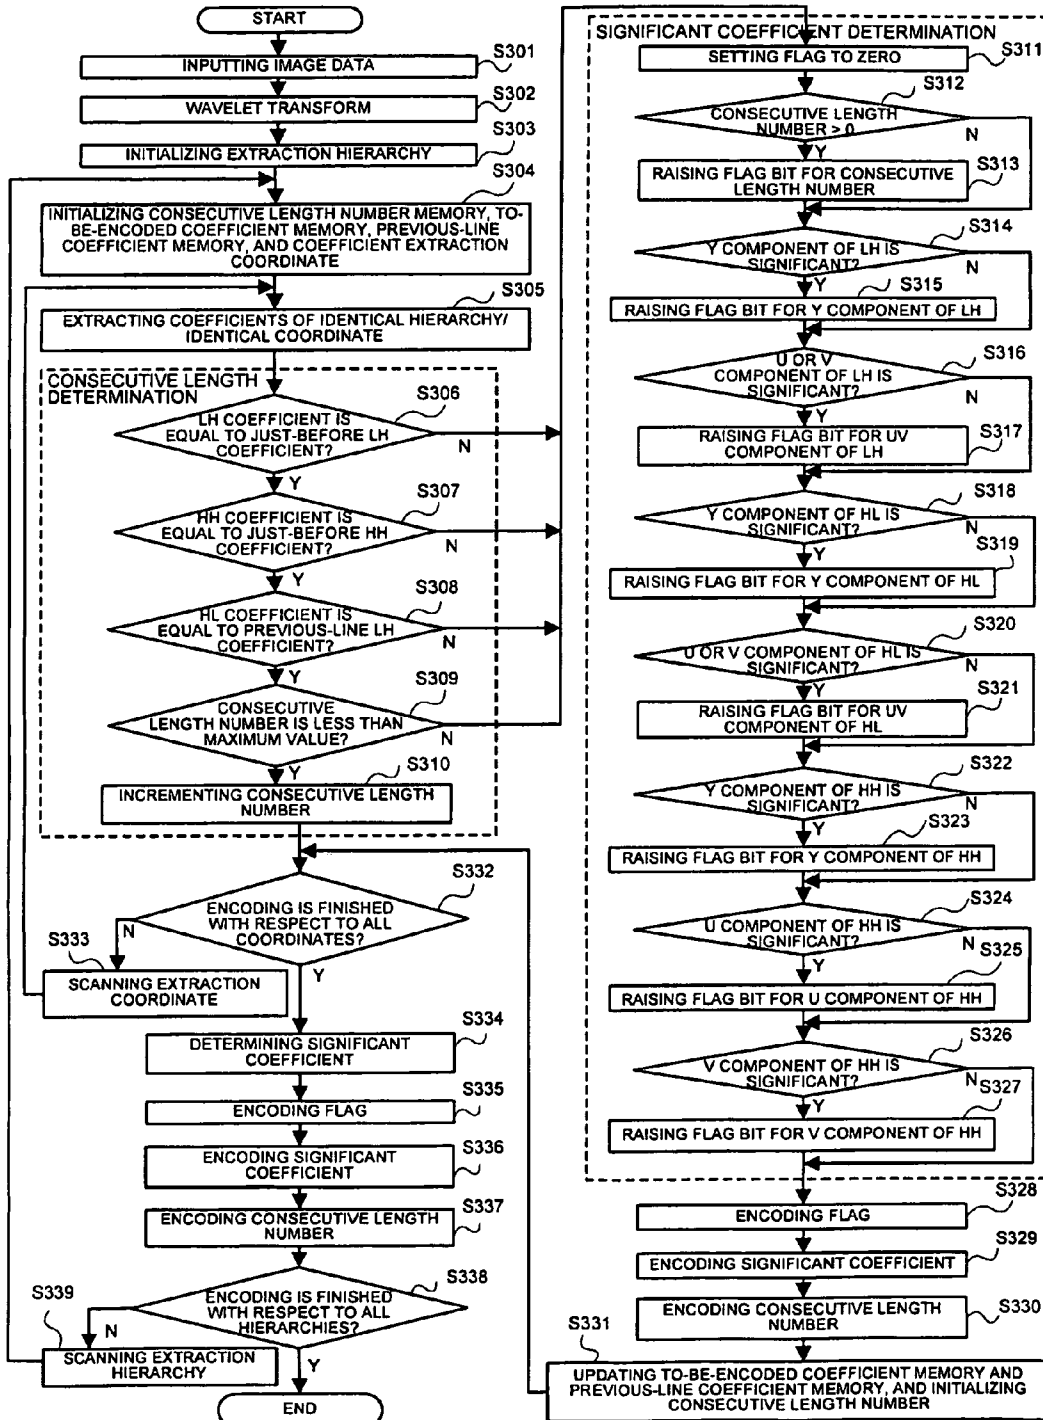 START
S301
INPUTTING IMAGE DATA
S302
WAVELET TRANSFORM
S303
INITIALIZING EXTRACTION HIERARCHY
S304
INITIALIZING CONSECUTIVE LENGTH NUMBER MEMORY, TO-
BE-ENCODED COEFFICIENT MEMORY, PREVIOUS-LINE
COEFFICIENT MEMORY, AND COEFFICIENT EXTRACTION
COORDINATE
S305
EXTRACTING COEFFICIENTS OF IDENTICAL HIERARCHY/
IDENTICAL COORDINATE
CONSECUTIVE LENGTH
DETERMINATION
S306
LH COEFFICIENT IS
EQUAL TO JUST-BEFORE LH
COEFFICIENT?
N
Y
S307
HH COEFFICIENT IS
EQUAL TO JUST-BEFORE HH
COEFFICIENT?
N
Y
S308
HL COEFFICIENT IS
EQUAL TO PREVIOUS-LINE LH
COEFFICIENT?
N
Y
S309
CONSECUTIVE
LENGTH NUMBER IS LESS THAN
MAXIMUM VALUE?
N
Y
S310
INCREMENTING CONSECUTIVE LENGTH
NUMBER
S332
ENCODING IS FINISHED
WITH RESPECT TO ALL
COORDINATES?
N
Y
S333
SCANNING EXTRACTION
COORDINATE
S334
DETERMINING SIGNIFICANT
COEFFICIENT
S335
ENCODING FLAG
S336
ENCODING SIGNIFICANT
COEFFICIENT
S337
ENCODING CONSECUTIVE LENGTH
NUMBER
S338
ENCODING IS FINISHED
WITH RESPECT TO ALL
HIERARCHIES?
N
Y
S339
SCANNING EXTRACTION
HIERARCHY
END
SIGNIFICANT COEFFICIENT DETERMINATION
S311
SETTING FLAG TO ZERO
S312
CONSECUTIVE LENGTH
NUMBER > 0
N
Y
S313
RAISING FLAG BIT FOR CONSECUTIVE
LENGTH NUMBER
S314
Y COMPONENT OF LH IS
SIGNIFICANT?
N
Y
S315
RAISING FLAG BIT FOR Y COMPONENT OF LH
S316
U OR V
COMPONENT OF LH IS
SIGNIFICANT?
N
Y
S317
RAISING FLAG BIT FOR UV
COMPONENT OF LH
S318
Y COMPONENT OF HL IS
SIGNIFICANT?
N
Y
S319
RAISING FLAG BIT FOR Y COMPONENT OF HL
S320
U OR V COMPONENT OF HL IS
SIGNIFICANT?
N
Y
S321
RAISING FLAG BIT FOR UV
COMPONENT OF HL
S322
Y COMPONENT OF HH IS
SIGNIFICANT?
N
Y
S323
RAISING FLAG BIT FOR Y COMPONENT OF HH
S324
U COMPONENT OF HH IS
SIGNIFICANT?
N
Y
S325
RAISING FLAG BIT FOR U COMPONENT OF HH
S326
V COMPONENT OF HH IS
SIGNIFICANT?
N
Y
S327
RAISING FLAG BIT FOR V COMPONENT OF HH
S328
ENCODING FLAG
S329
ENCODING SIGNIFICANT COEFFICIENT
S330
ENCODING CONSECUTIVE LENGTH
NUMBER
S331
UPDATING TO-BE-ENCODED COEFFICIENT MEMORY AND
PREVIOUS-LINE COEFFICIENT MEMORY, AND INITIALIZING
CONSECUTIVE LENGTH NUMBER